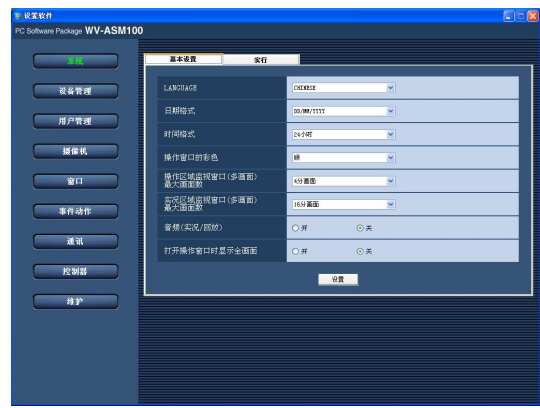 设置软件
PC Software Package WV-ASM100
系统
设备管理
用户管理
摄像机
窗口
事件动作
通讯
控制器
维护
基本设置 实行
LANGUAGE CHINESE
日期格式 DD/MM/YYYY
时间格式 24小时
操作窗口的彩色
操作区域监视窗口(多画面)
最大画面数 4分画面
实况区域监视窗口(多画面)
最大画面数 16分画面
音频(实况/回放) 开 关
打开操作窗口时显示全画面 开 关
设置